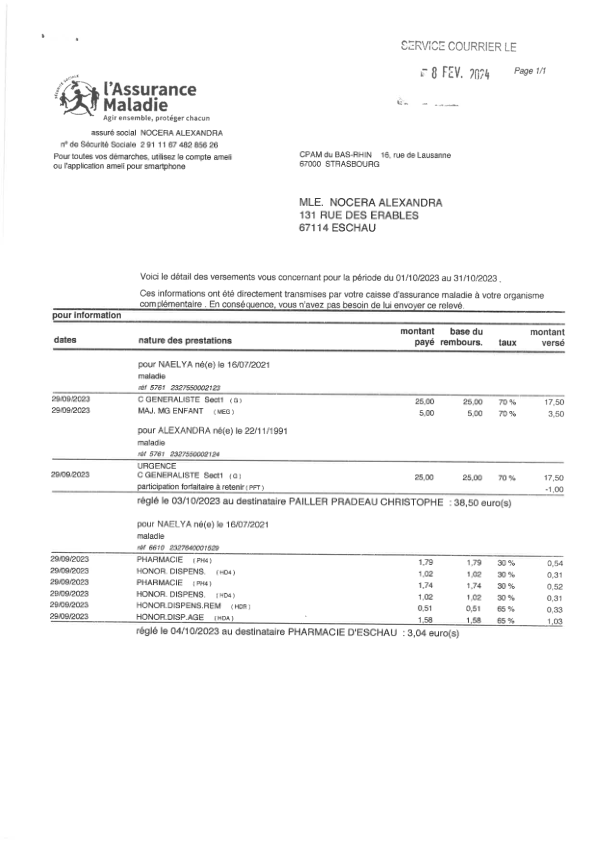 SERVICE COURRIER LE
8 FEV. 2024
Page 1/1
SÉCURITÉ SOCIALE
l'Assurance
Maladie
Agir ensemble, protéger chacun
assuré social NOCERA ALEXANDRA
n° de Sécurité Sociale 2 91 11 67 482 856 26
Pour toutes vos démarches, utilisez le compte ameli
ou l'application ameli pour smartphone
CPAM du BAS-RHIN 16, rue de Lausanne
67000 STRASBOURG
MLE. NOCERA ALEXANDRA
131 RUE DES ERABLES
67114 ESCHAU
Voici le détail des versements vous concernant pour la période du 01/10/2023 au 31/10/2023 .
Ces informations ont été directement transmises par votre caisse d'assurance maladie à votre organisme
complémentaire . En conséquence, vous n'avez pas besoin de lui envoyer ce relevé.
pour information
dates nature des prestations montant payé base du rembours. taux montant versé
pour NAELYA né(e) le 16/07/2021
maladie
réf 5761 2327550002123
29/09/2023 C GENERALISTE Sect1 (G) 25,00 25,00 70 % 17,50
29/09/2023 MAJ. MG ENFANT (MEG) 5,00 5,00 70 % 3,50
pour ALEXANDRA né(e) le 22/11/1991
maladie
réf 5761 2327550002124
URGENCE
29/09/2023 C GENERALISTE Sect1 (G) 25,00 25,00 70 % 17,50
participation forfaitaire à retenir (PFT) -1,00
réglé le 03/10/2023 au destinataire PAILLER PRADEAU CHRISTOPHE : 38,50 euro(s)
pour NAELYA né(e) le 16/07/2021
maladie
réf 6610 2327640001529
29/09/2023 PHARMACIE (PH4) 1,79 1,79 30 % 0,54
29/09/2023 HONOR. DISPENS. (HD4) 1,02 1,02 30 % 0,31
29/09/2023 PHARMACIE (PH4) 1,74 1,74 30 % 0,52
29/09/2023 HONOR. DISPENS. (HD4) 1,02 1,02 30 % 0,31
29/09/2023 HONOR.DISPENS.REM (HDR) 0,51 0,51 65 % 0,33
29/09/2023 HONOR.DISP.AGE (HDA) 1,58 1,58 65 % 1,03
réglé le 04/10/2023 au destinataire PHARMACIE D'ESCHAU : 3,04 euro(s)